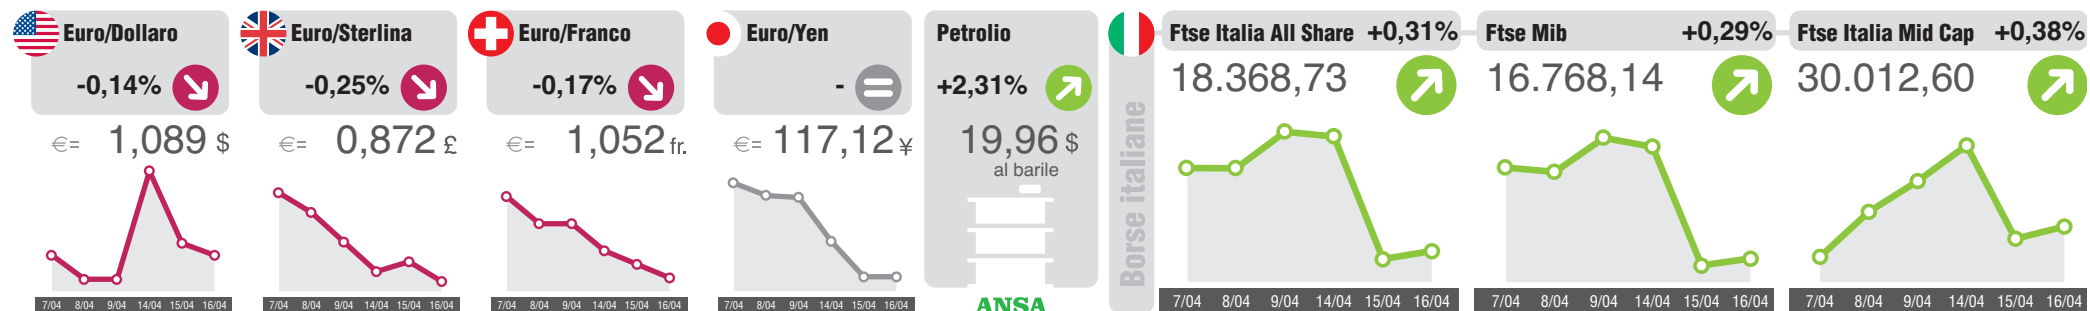 Euro/Dollaro
-0,14%
€= 1,089 $
7/04 8/04 9/04 14/04 15/04 16/04
Euro/Sterlina
-0,25%
€= 0,872 £
7/04 8/04 9/04 14/04 15/04 16/04
Euro/Franco
-0,17%
€= 1,052 fr.
7/04 8/04 9/04 14/04 15/04 16/04
Euro/Yen
- =
€= 117,12 ¥
7/04 8/04 9/04 14/04 15/04 16/04
Petrolio
+2,31%
19,96 $
al barile
ANSA
Borse italiane
Ftse Italia All Share +0,31%
18.368,73
7/04 8/04 9/04 14/04 15/04 16/04
Ftse Mib +0,29%
16.768,14
7/04 8/04 9/04 14/04 15/04 16/04
Ftse Italia Mid Cap +0,38%
30.012,60
7/04 8/04 9/04 14/04 15/04 16/04